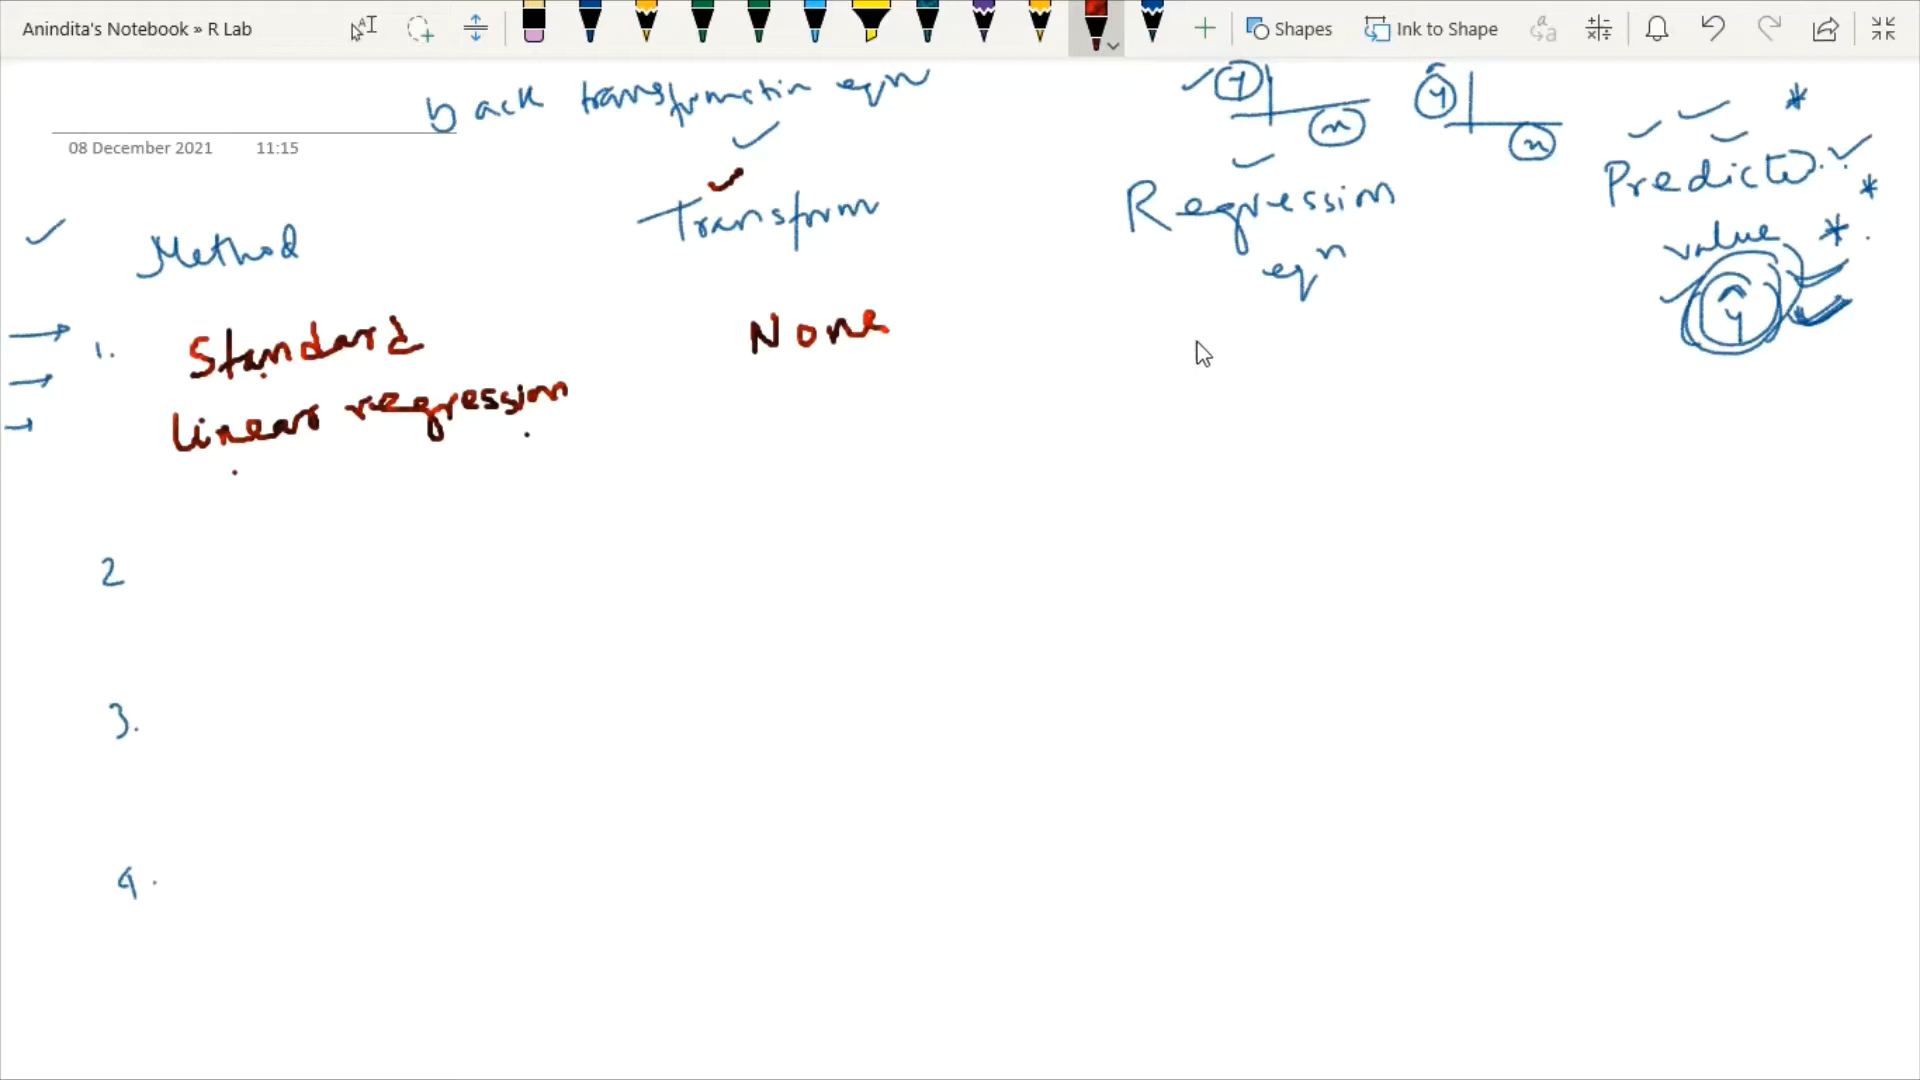 Anindita's Notebook » R Lab
Shapes
Ink to Shape
back transformatin eqn
y
x
ŷ
x
08 December 2021 11:15
Method
Transform
Regression
eqn
Predicted
value
ŷ
1. Standard
linear regression
None
2
3.
4.